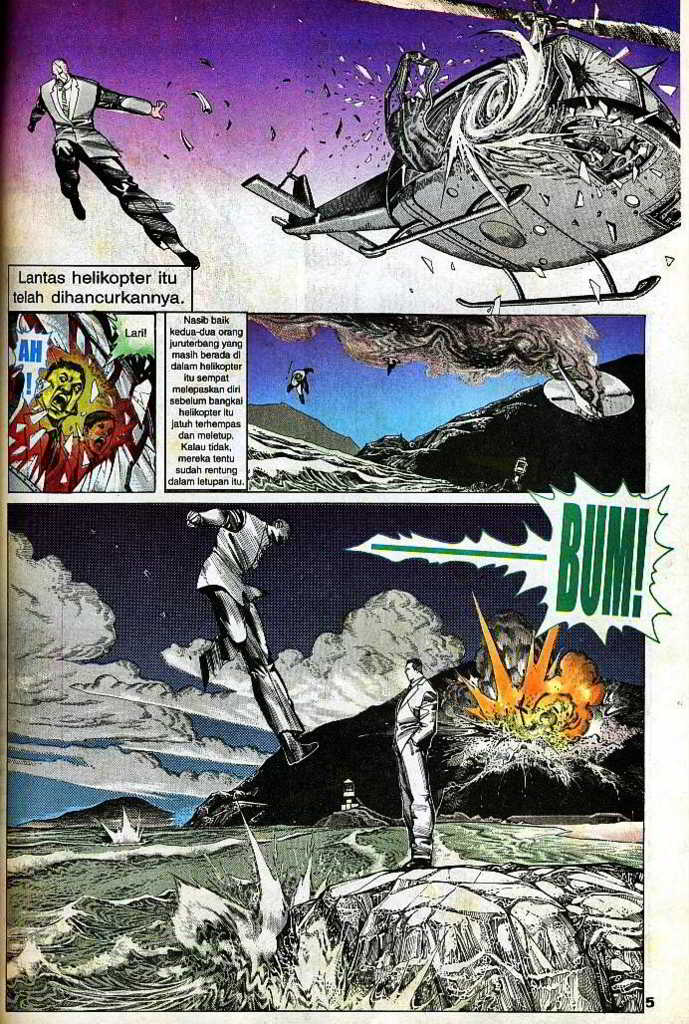 Lantas helikopter itu
telah dihancurkannya.
AH
!
Lari!
Nasib baik
kedua-dua orang
juruterbang yang
masih berada di
dalam helikopter
itu sempat
melepaskan diri
sebelum bangkai
helikopter itu
jatuh terhempas
dan meletup.
Kalau tidak,
mereka tentu
sudah rentung
dalam letupan itu.
BUM!
5